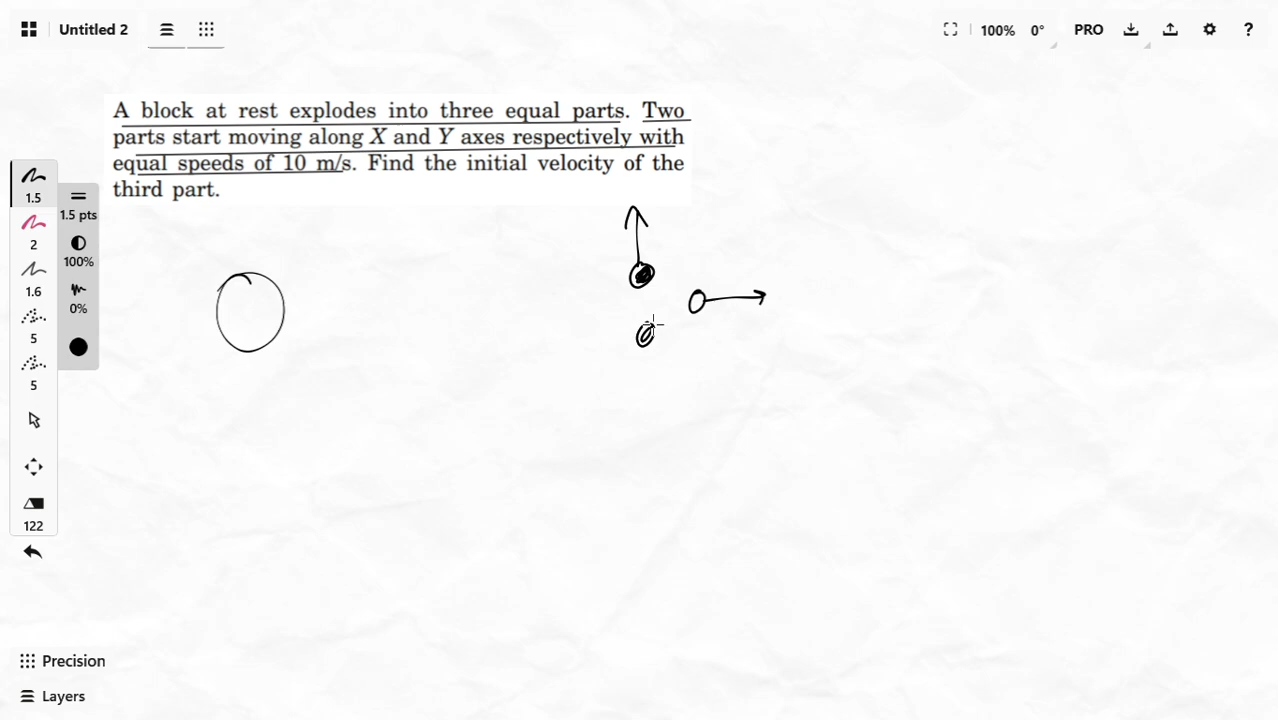 Untitled 2
100% 0° PRO ?
A block at rest explodes into three equal parts. Two
parts start moving along X and Y axes respectively with
equal speeds of 10 m/s. Find the initial velocity of the
third part.
1.5
1.5 pts
2
100%
1.6
0%
5
5
122
Precision
Layers